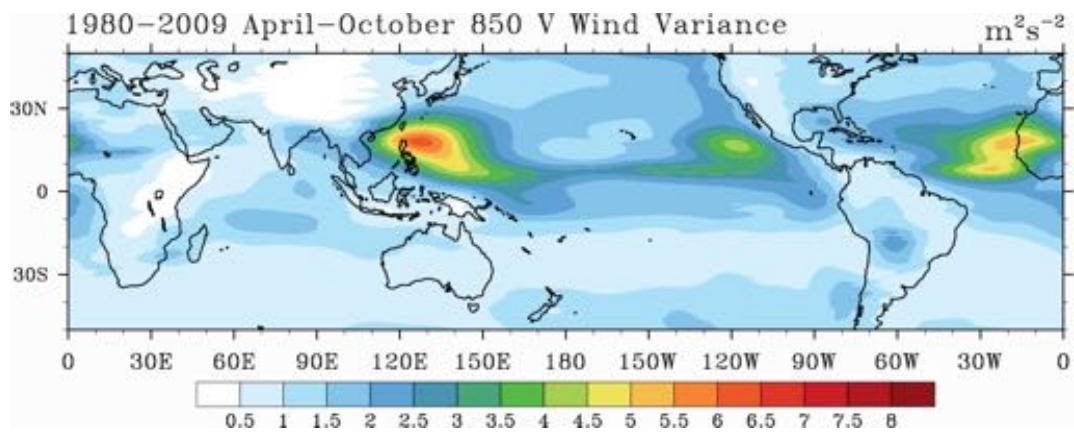 1980-2009 April-October 850 V Wind Variance m²s⁻²
30N
0
30S
0 30E 60E 90E 120E 150E 180 150W 120W 90W 60W 30W 0
0.5 1 1.5 2 2.5 3 3.5 4 4.5 5 5.5 6 6.5 7 7.5 8